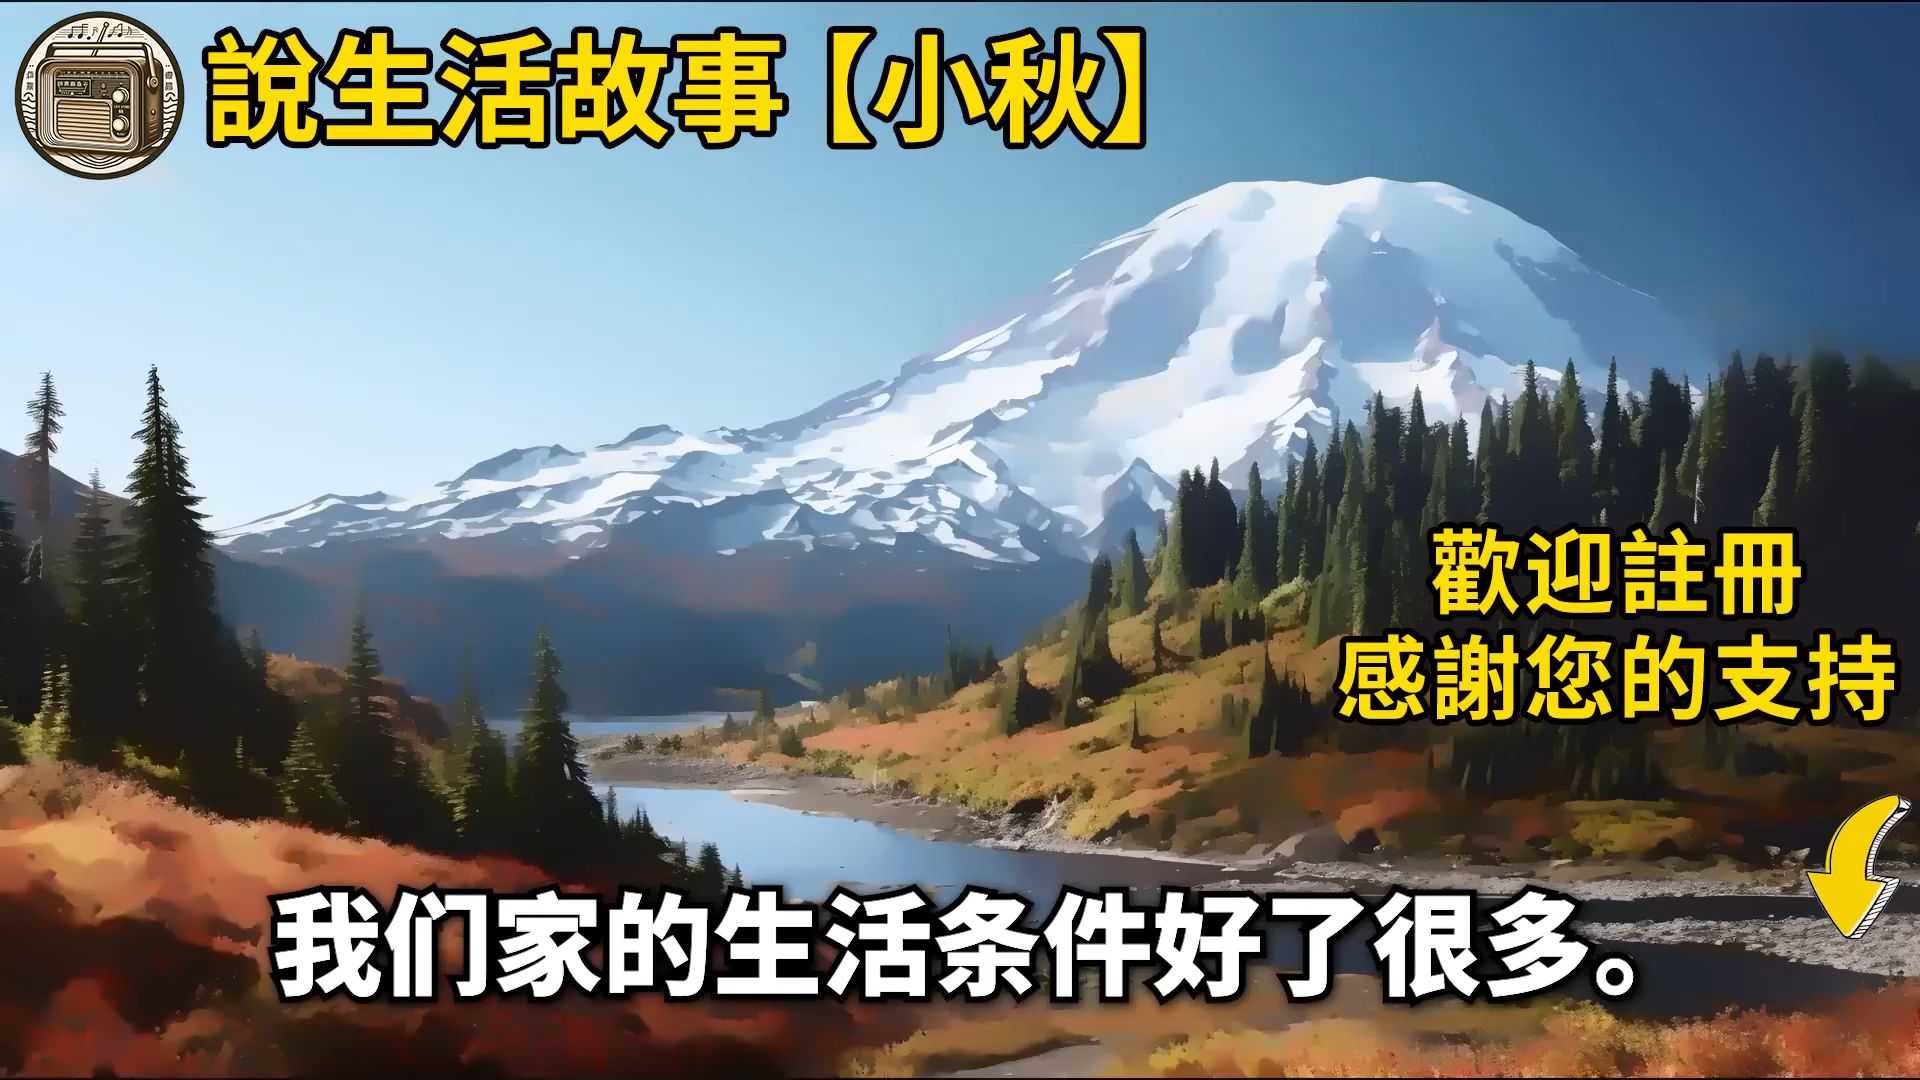 說生活故事【小秋】
歡迎註冊
感謝您的支持
我们家的生活条件好了很多。